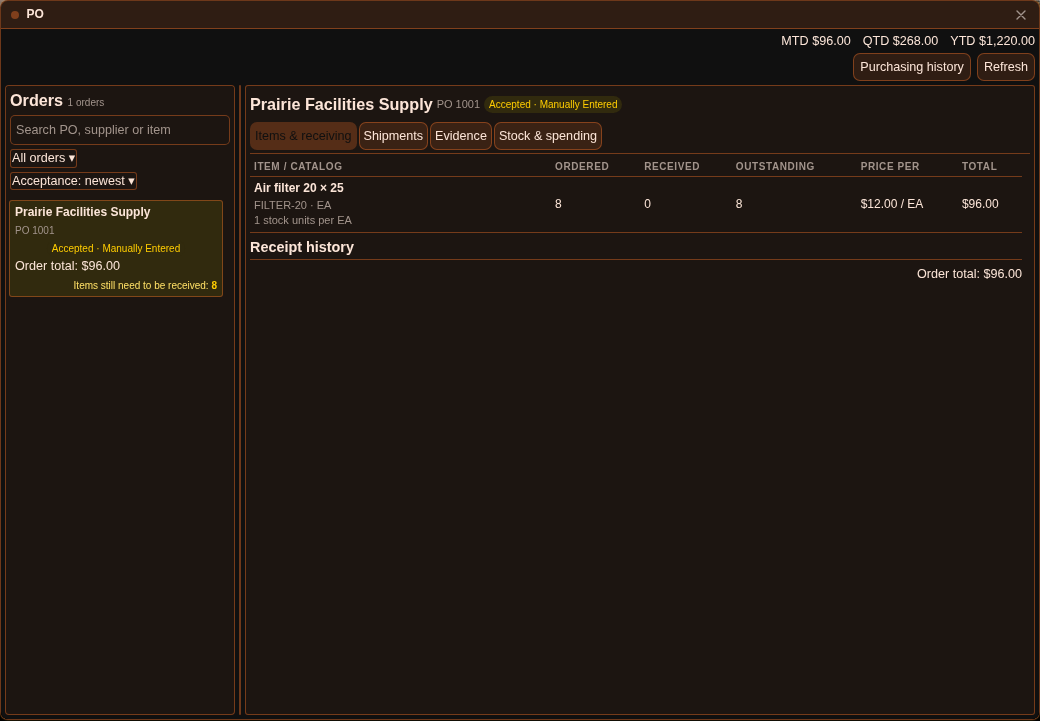 PO
MTD $96.00 QTD $268.00 YTD $1,220.00
Purchasing history Refresh
Orders 1 orders
Search PO, supplier or item
All orders ▾
Acceptance: newest ▾
Prairie Facilities Supply
PO 1001
Accepted · Manually Entered
Order total: $96.00
Items still need to be received: 8
Prairie Facilities Supply PO 1001 Accepted · Manually Entered
Items & receiving Shipments Evidence Stock & spending
ITEM / CATALOG ORDERED RECEIVED OUTSTANDING PRICE PER TOTAL
Air filter 20 × 25
FILTER-20 · EA 8 0 8 $12.00 / EA $96.00
1 stock units per EA
Receipt history
Order total: $96.00